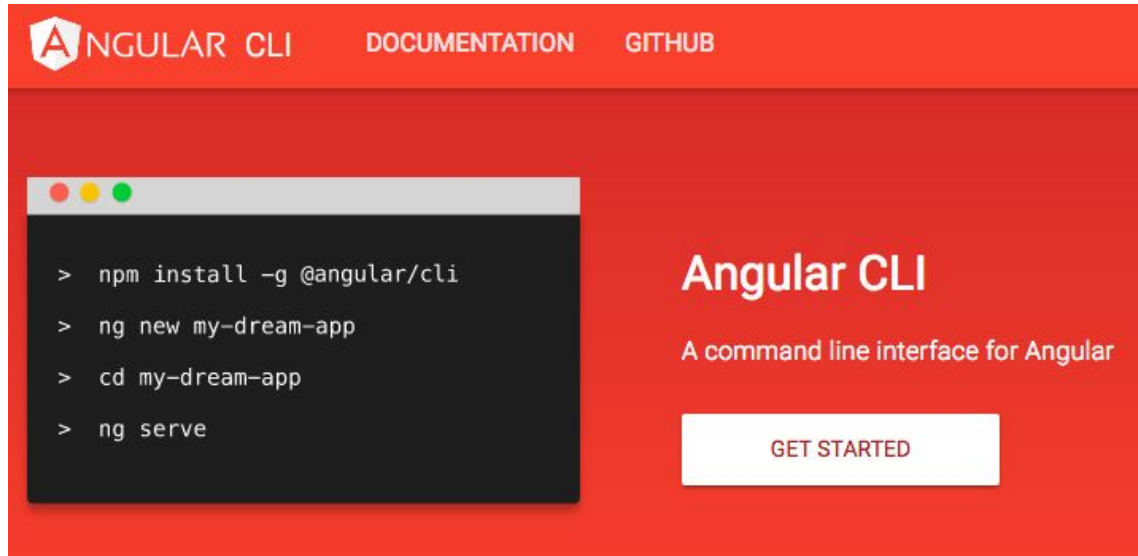 ANGULAR CLI DOCUMENTATION GITHUB
> npm install -g @angular/cli
> ng new my-dream-app
> cd my-dream-app
> ng serve
Angular CLI
A command line interface for Angular
GET STARTED